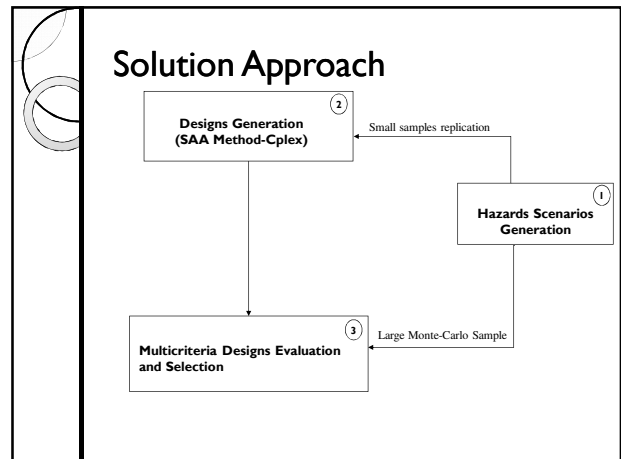 Solution Approach
2
Designs Generation
(SAA Method-Cplex)
Small samples replication
1
Hazards Scenarios
Generation
3
Multicriteria Designs Evaluation
and Selection
Large Monte-Carlo Sample